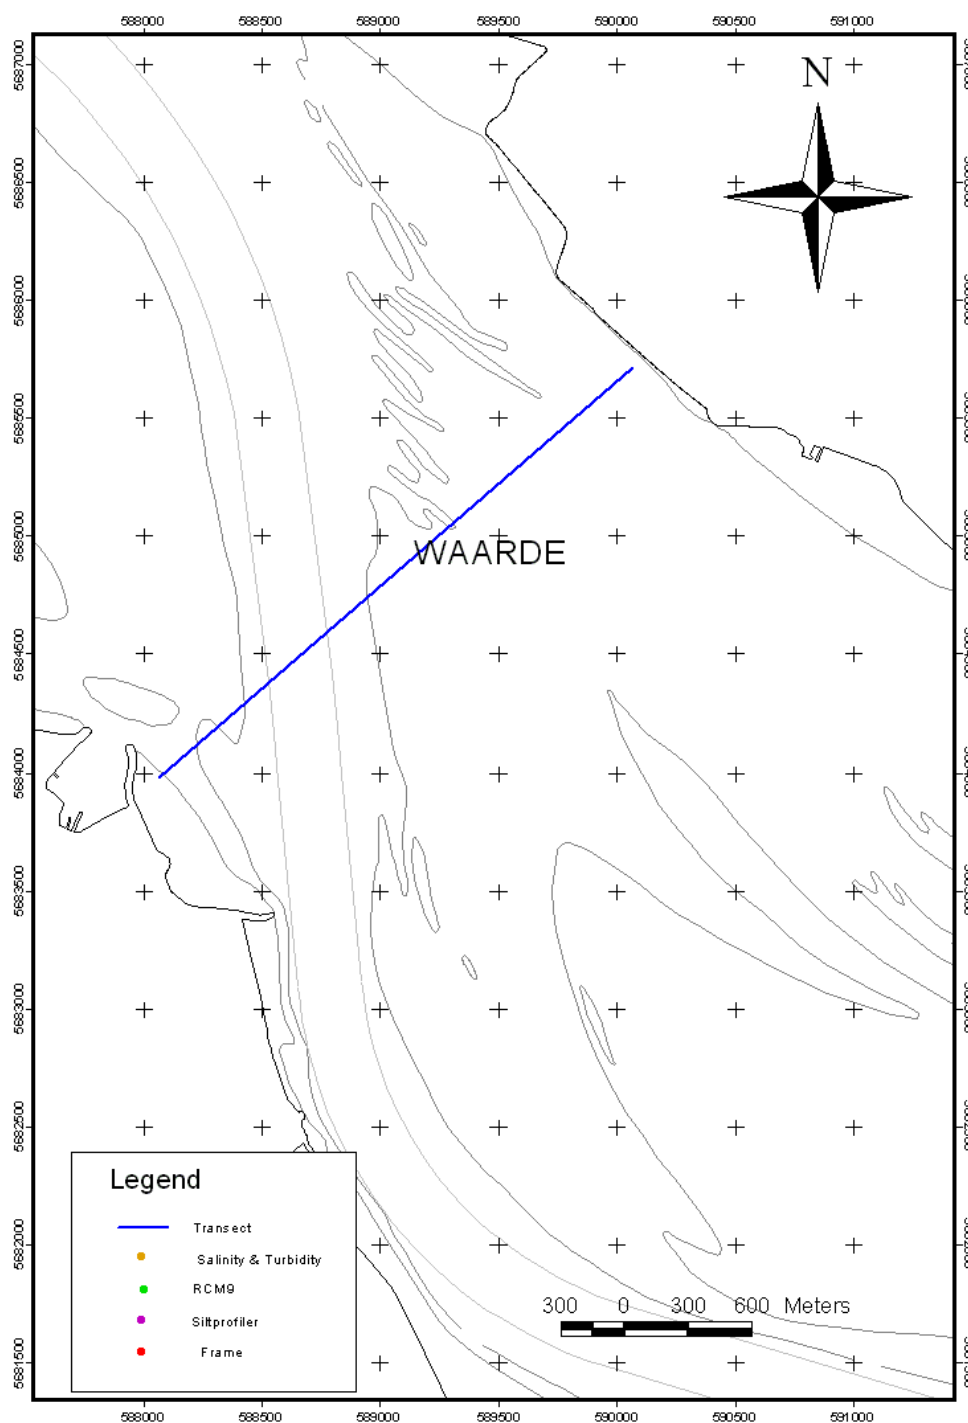 588000 588500 589000 589500 590000 590500 591000
5687000
N
5686500
5686000
5685500
5685000
WAARDE
5684500
5684000
5683500
5683000
5682500
Legend
Transect
Salinity & Turbidity
RCM9
Siltprofiler
Frame
5682000
300 0 300 600 Meters
5681500
588000 588500 589000 589500 590000 590500 591000